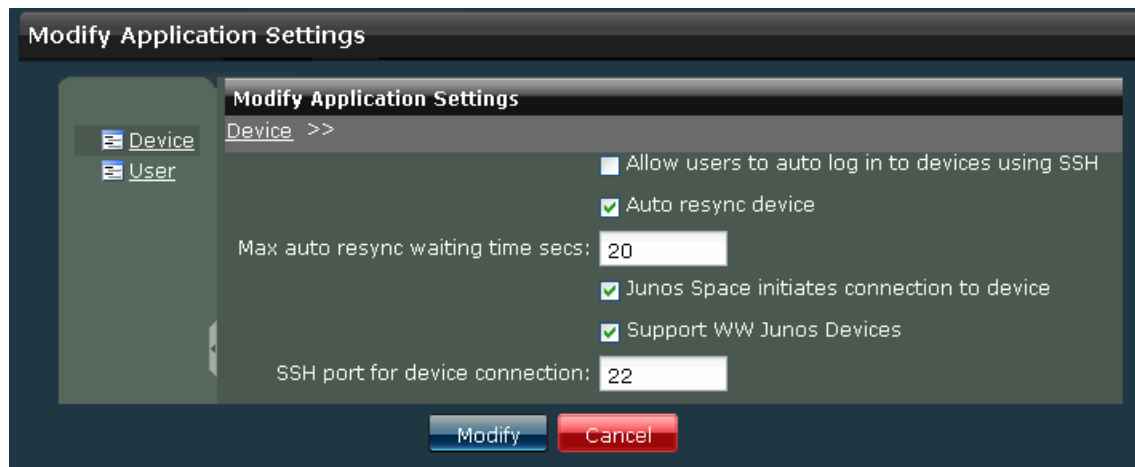 Modify Application Settings
Modify Application Settings
Device >>
Device
User
Allow users to auto log in to devices using SSH
Auto resync device
Max auto resync waiting time secs: 20
Junos Space initiates connection to device
Support WW Junos Devices
SSH port for device connection: 22
Modify Cancel